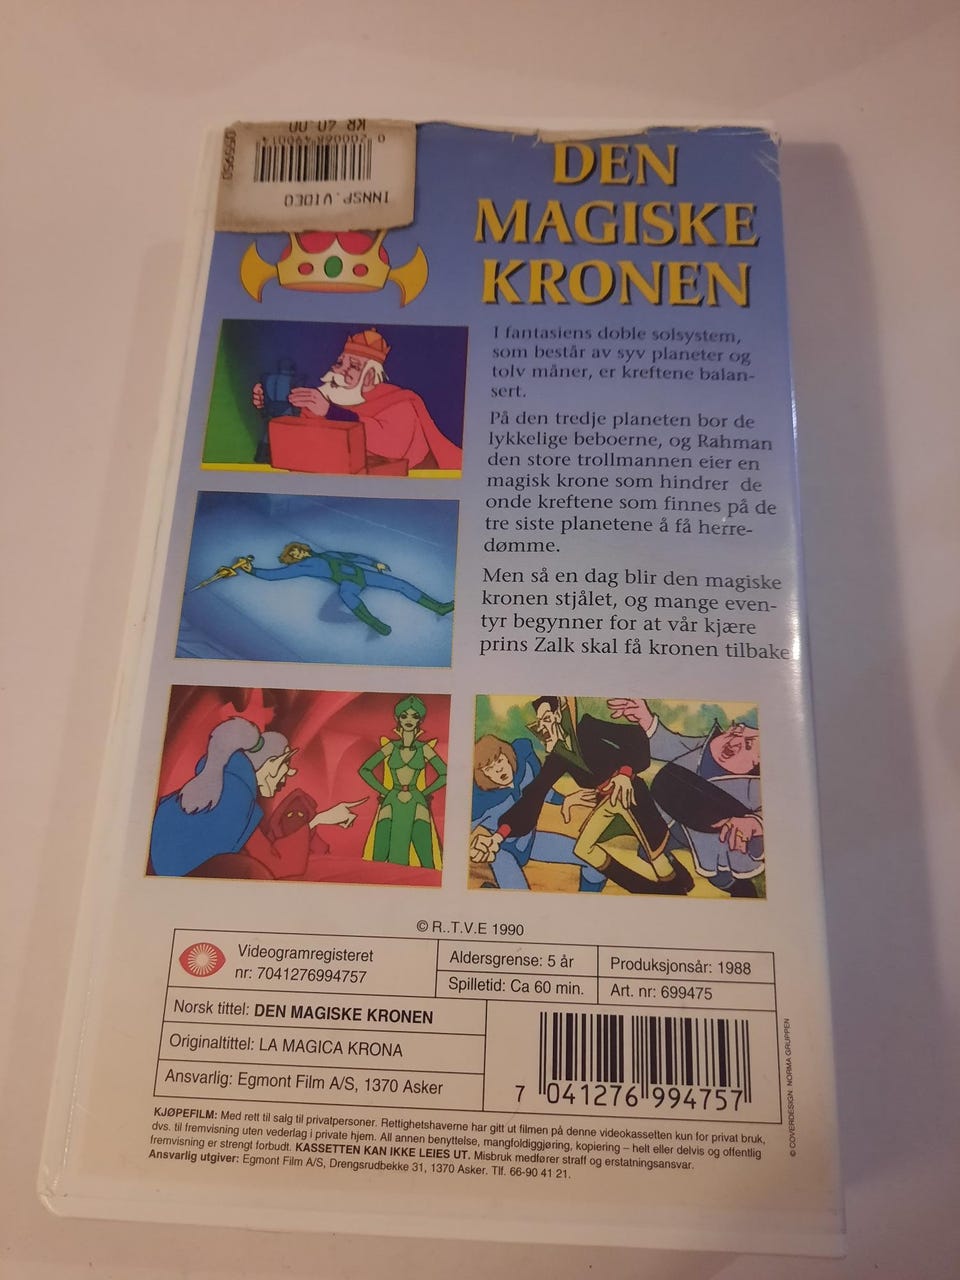 KR 40.00
0 200068 490014
INNSP.VIDEO
DEN
MAGISKE
KRONEN
I fantasiens doble solsystem,
som består av syv planeter og
tolv måner, er kreftene balan-
sert.
På den tredje planeten bor de
lykkelige beboerne, og Rahman
den store trollmannen eier en
magisk krone som hindrer de
onde kreftene som finnes på de
tre siste planetene å få herre-
dømme.
Men så en dag blir den magiske
kronen stjålet, og mange even-
tyr begynner for at vår kjære
prins Zalk skal få kronen tilbake
© R..T.V.E 1990
Videogramregisteret
nr: 7041276994757
Aldersgrense: 5 år
Produksjonsår: 1988
Spilletid: Ca 60 min.
Art. nr: 699475
Norsk tittel: DEN MAGISKE KRONEN
Originaltittel: LA MAGICA KRONA
Ansvarlig: Egmont Film A/S, 1370 Asker
7 041276 994757
© COVERDESIGN: NORMA GRUPPEN
KJØPEFILM: Med rett til salg til privatpersoner. Rettighetshaverne har gitt ut filmen på denne videokassetten kun for privat bruk,
dvs. til fremvisning uten vederlag i private hjem. All annen benyttelse, mangfoldiggjøring, kopiering – helt eller delvis og offentlig
fremvisning er strengt forbudt. KASSETTEN KAN IKKE LEIES UT. Misbruk medfører straff og erstatningsansvar.
Ansvarlig utgiver: Egmont Film A/S, Drengsrudbekke 31, 1370 Asker. Tlf. 66-90 41 21.